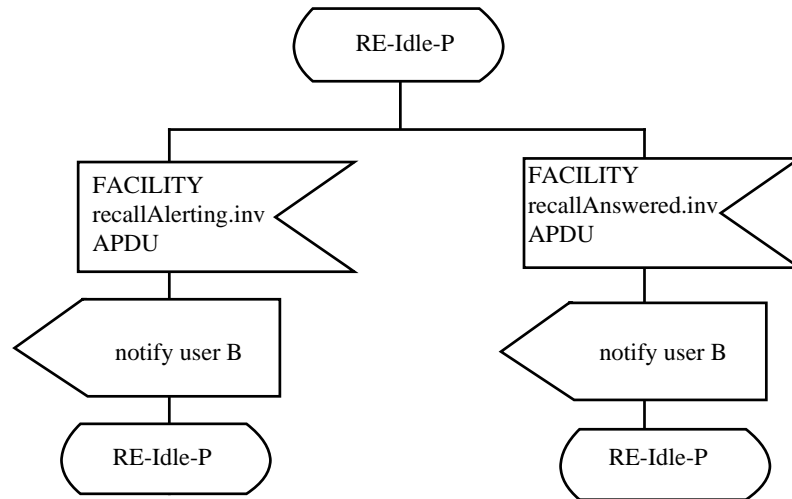 RE-Idle-P
FACILITY
recallAlerting.inv
APDU
FACILITY
recallAnswered.inv
APDU
notify user B
notify user B
RE-Idle-P
RE-Idle-P